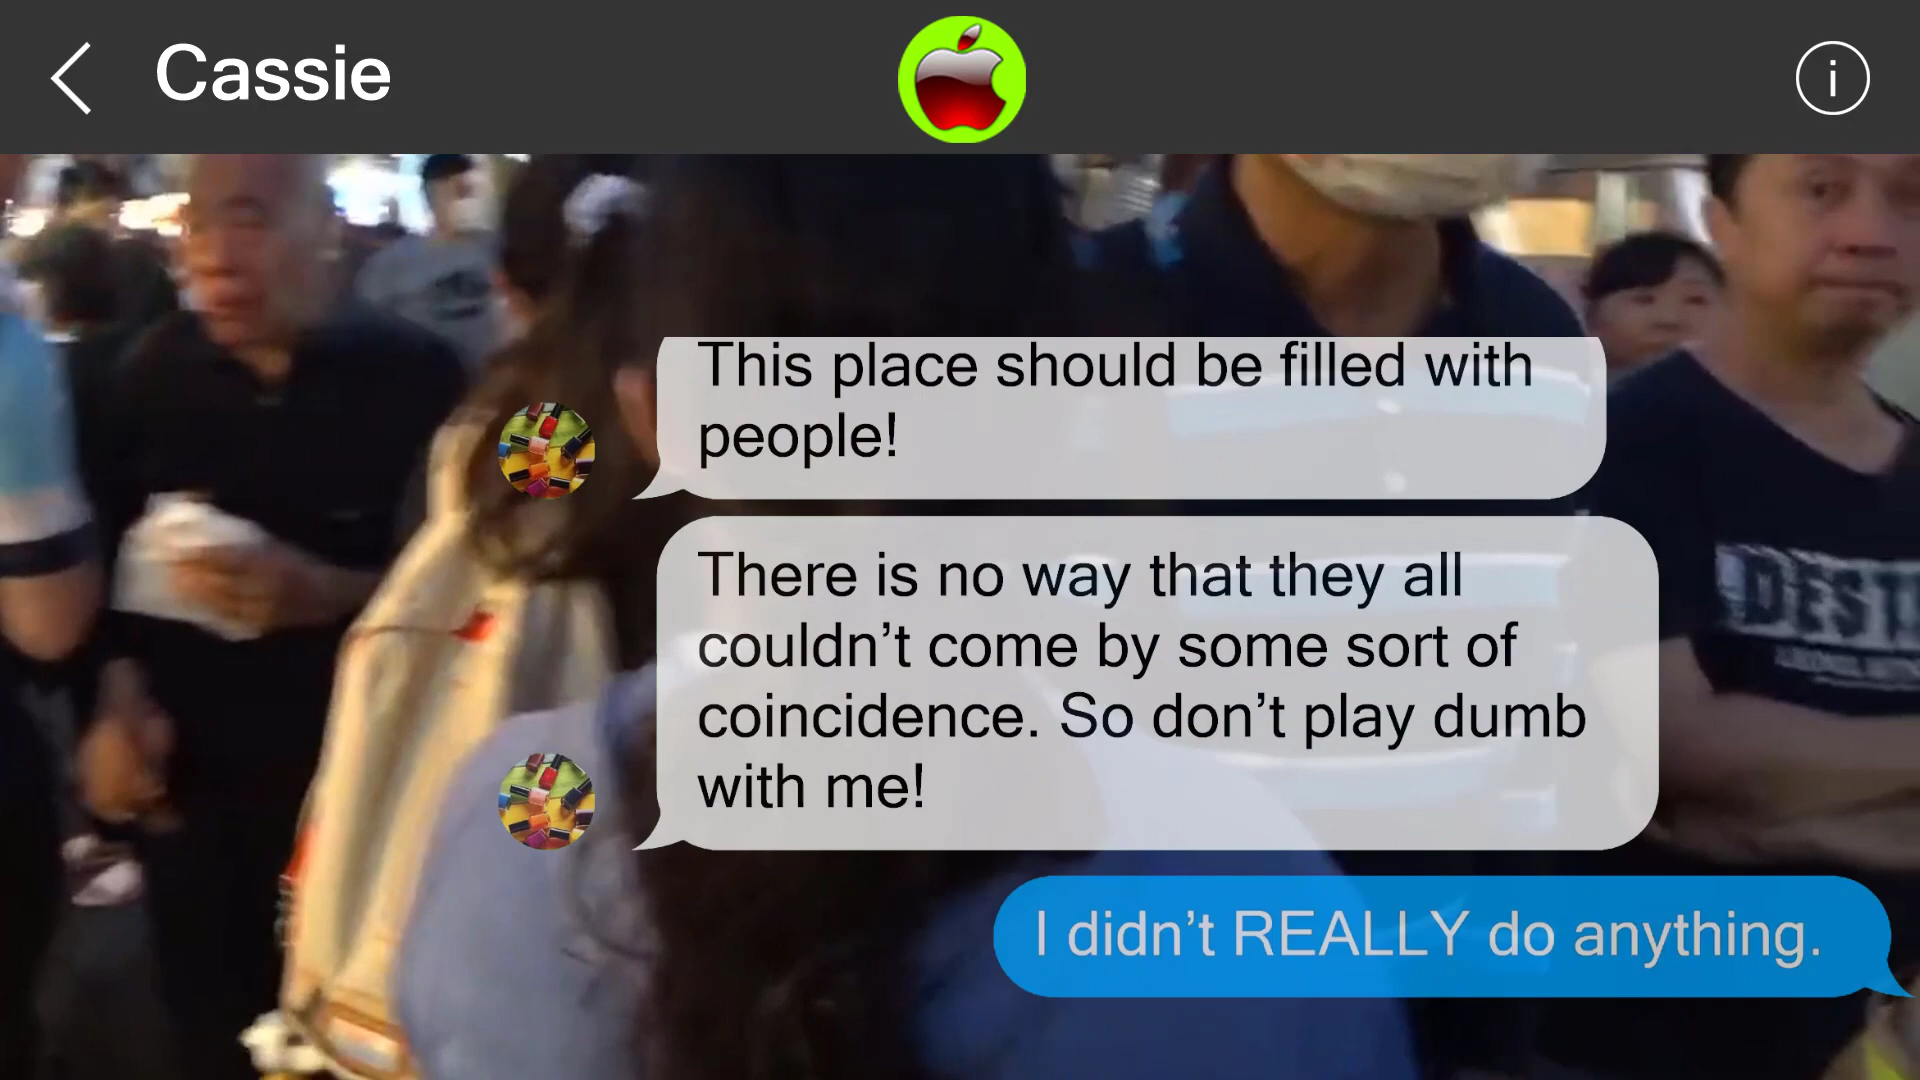 Cassie
i
This place should be filled with
people!
There is no way that they all
couldn’t come by some sort of
coincidence. So don’t play dumb
with me!
I didn’t REALLY do anything.